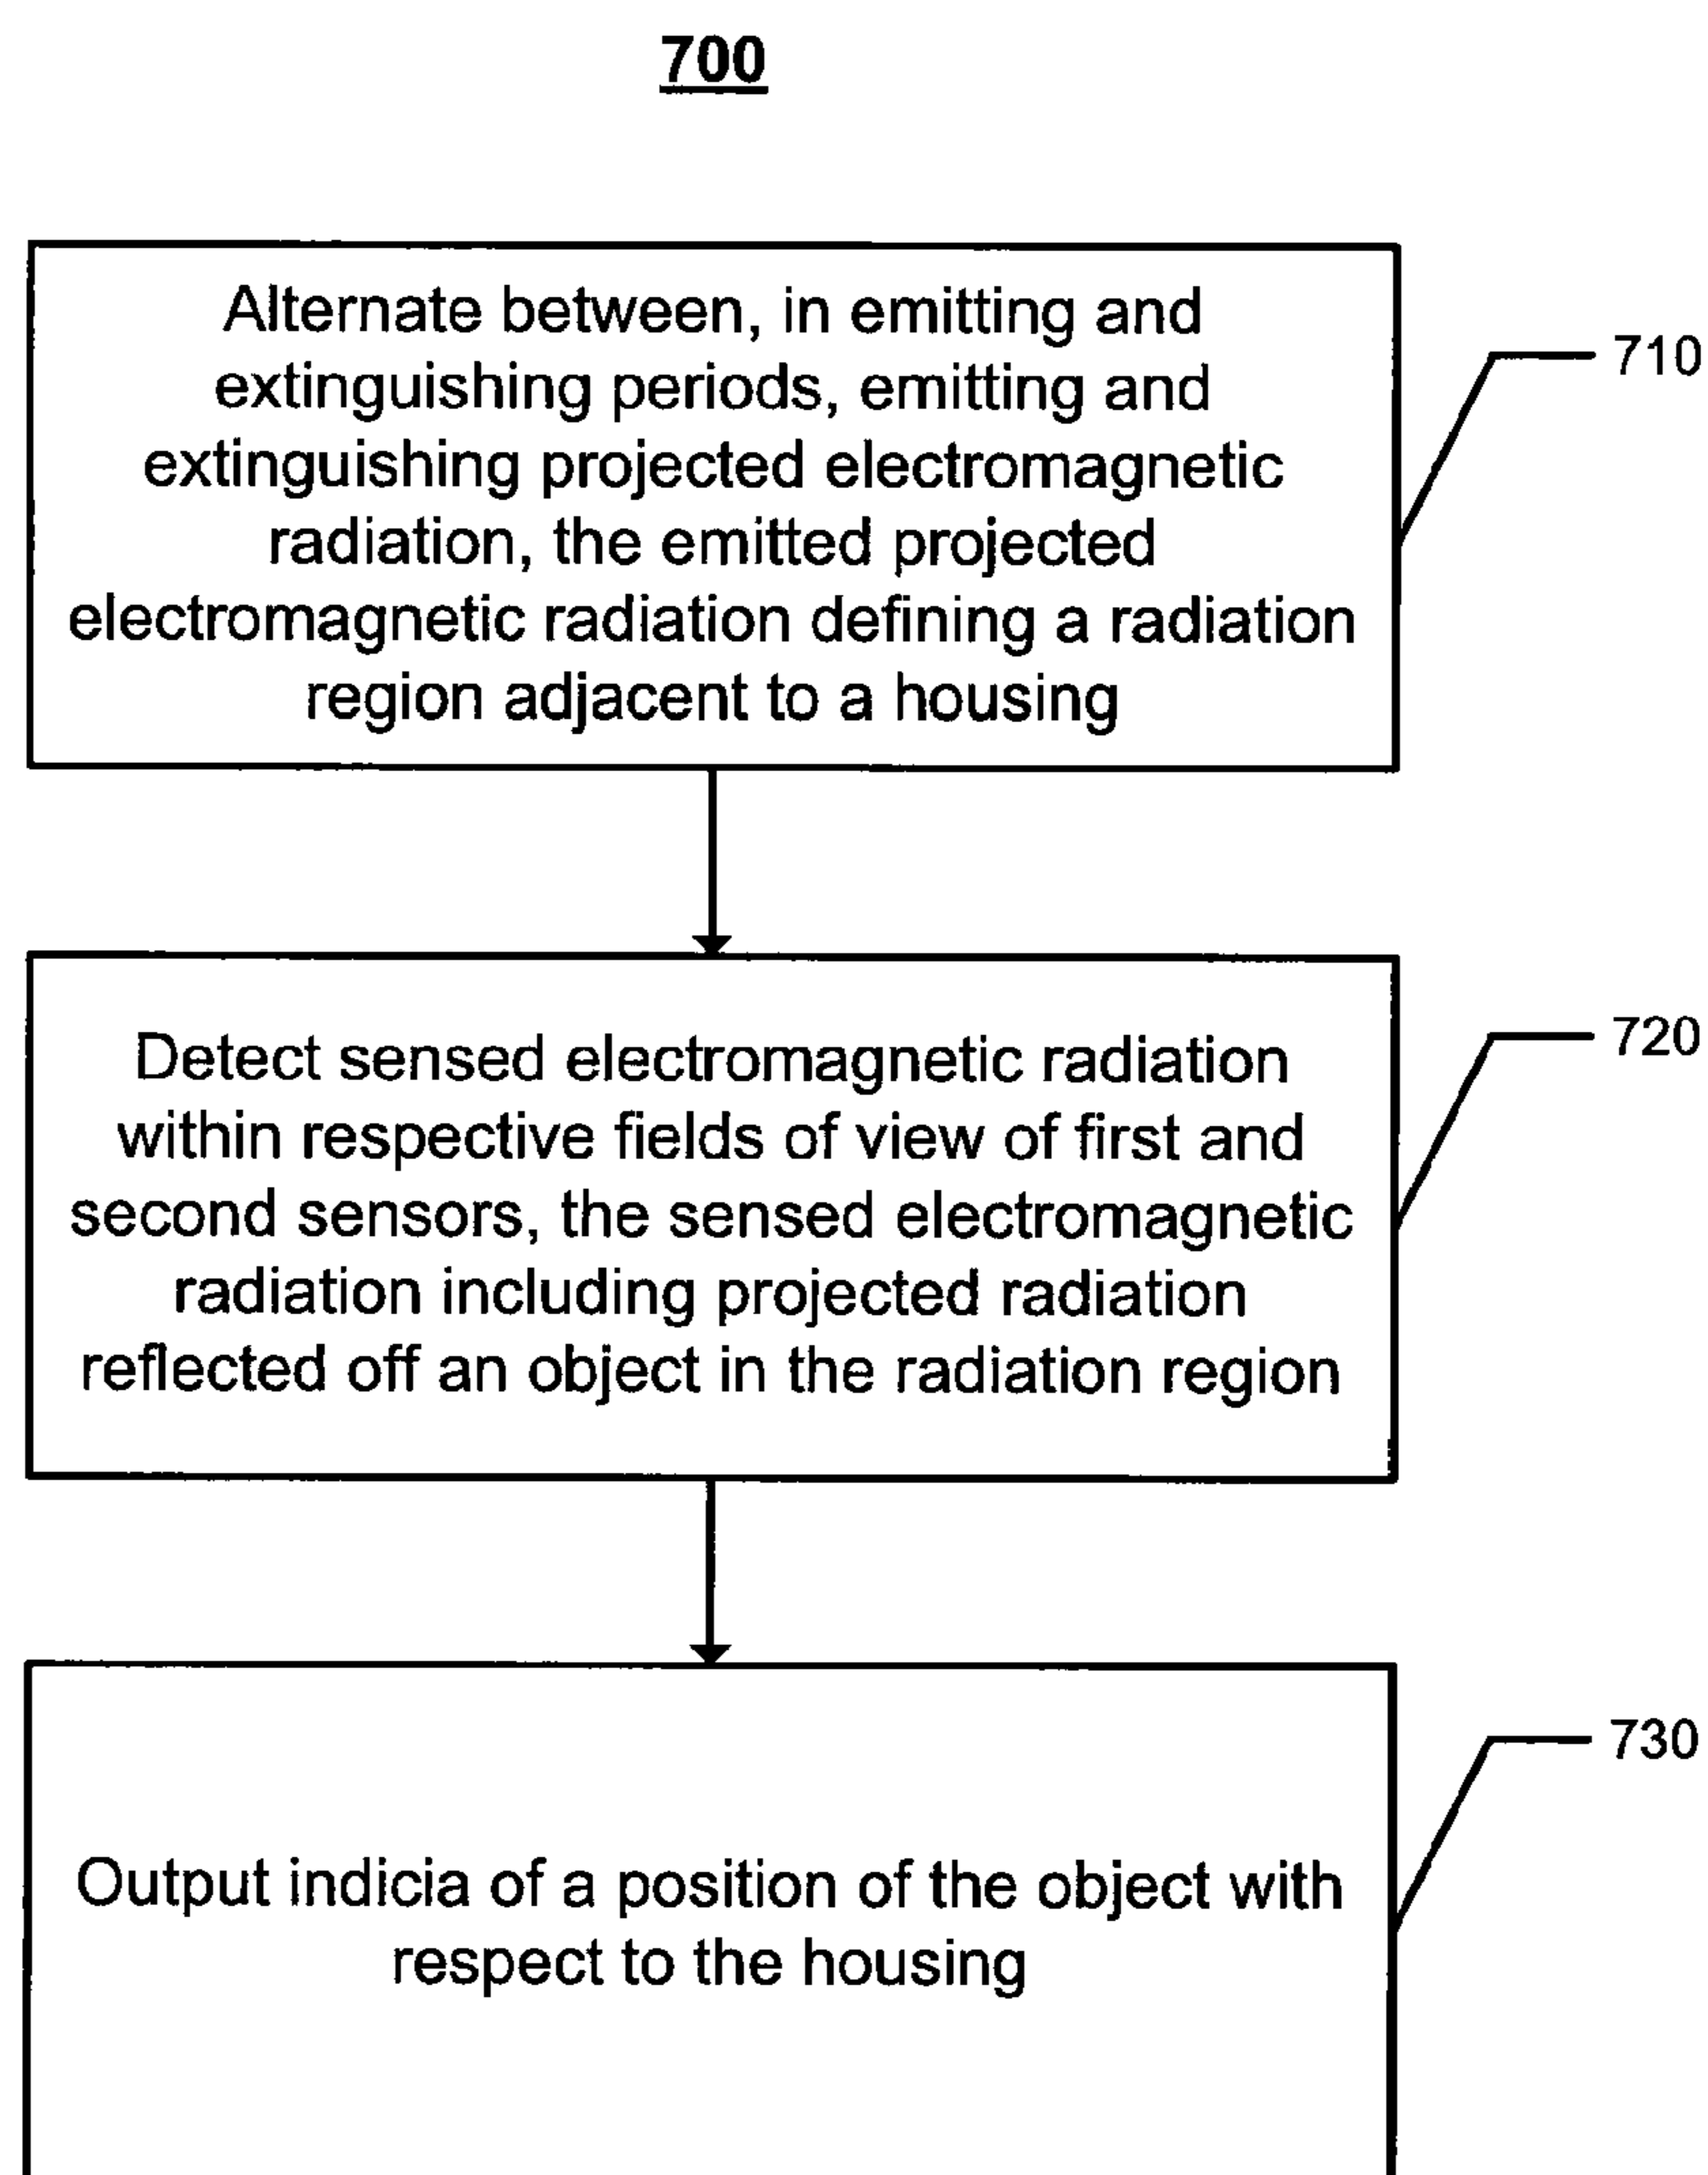 700
Alternate between, in emitting and
extinguishing periods, emitting and
extinguishing projected electromagnetic
radiation, the emitted projected
electromagnetic radiation defining a radiation
region adjacent to a housing
710
Detect sensed electromagnetic radiation
within respective fields of view of first and
second sensors, the sensed electromagnetic
radiation including projected radiation
reflected off an object in the radiation region
720
Output indicia of a position of the object with
respect to the housing
730